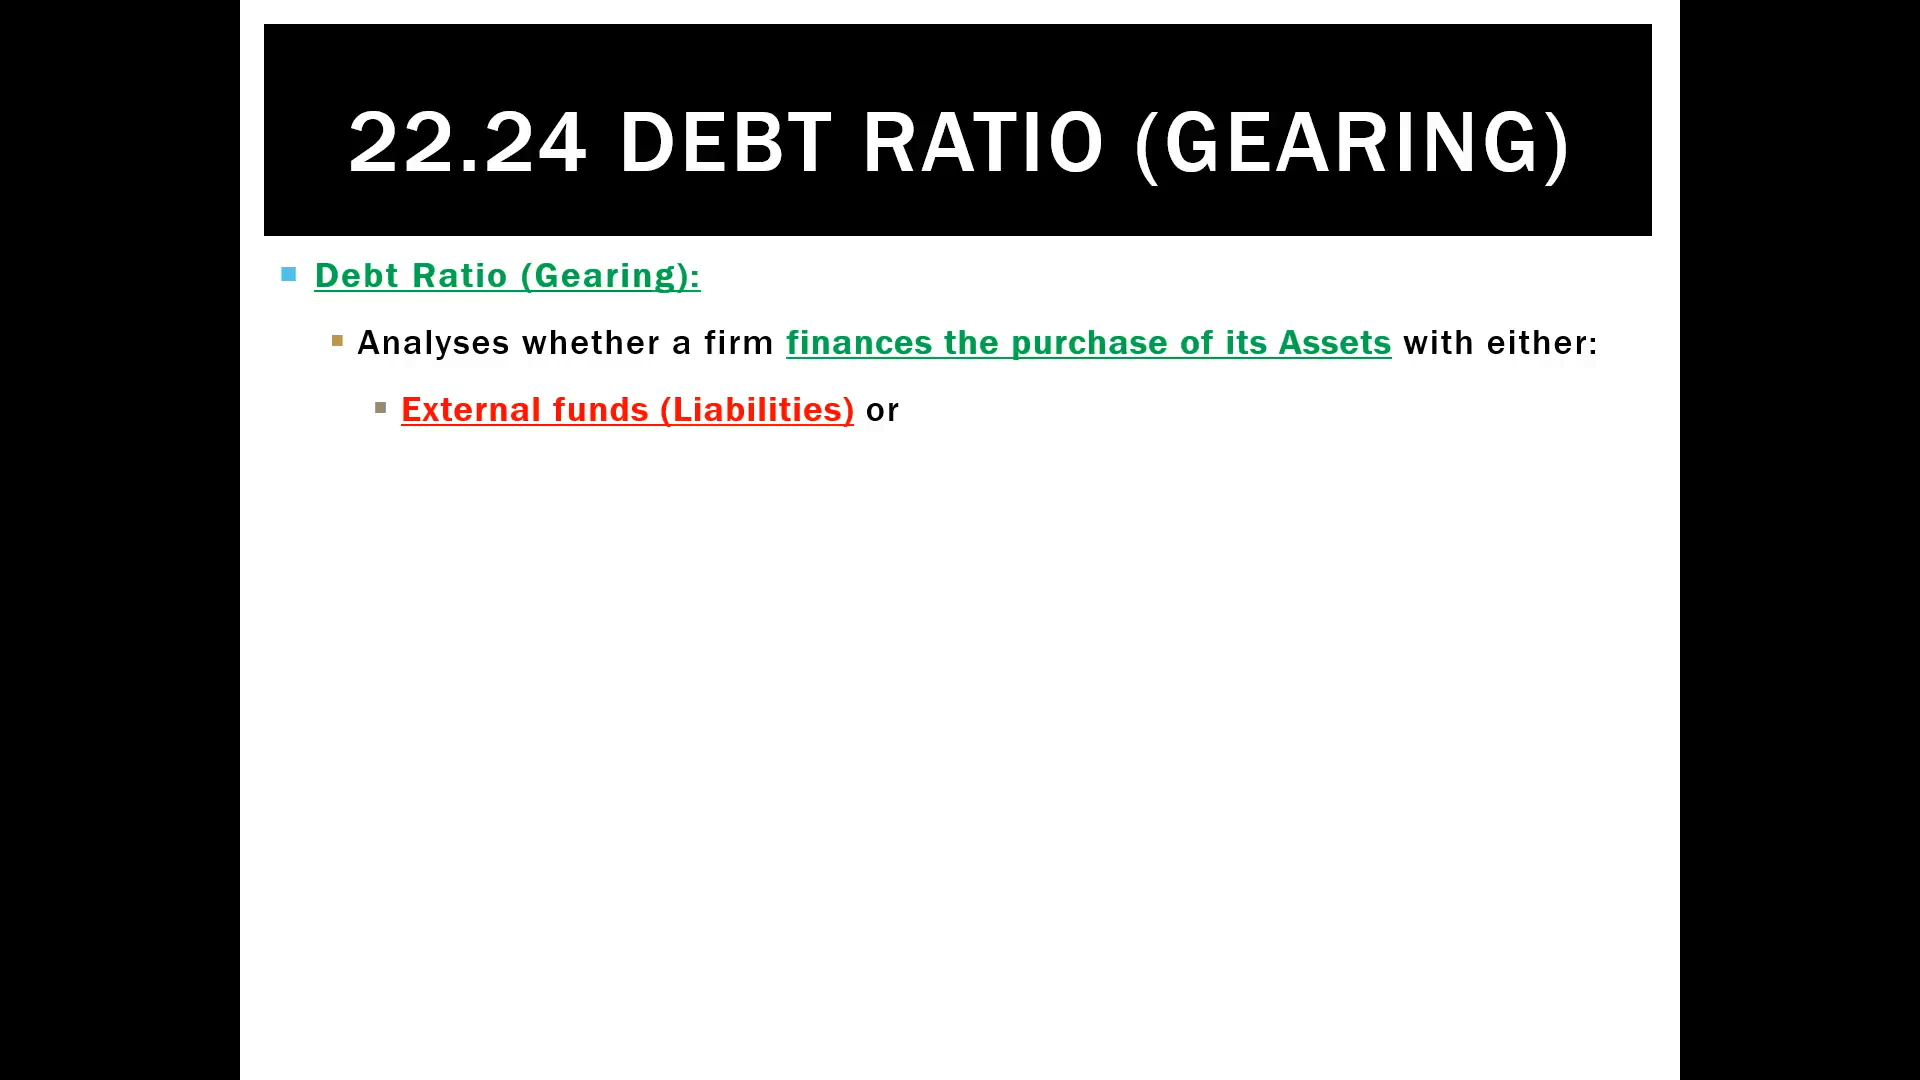 22.24 DEBT RATIO (GEARING)
Debt Ratio (Gearing):
Analyses whether a firm finances the purchase of its Assets with either:
External funds (Liabilities) or